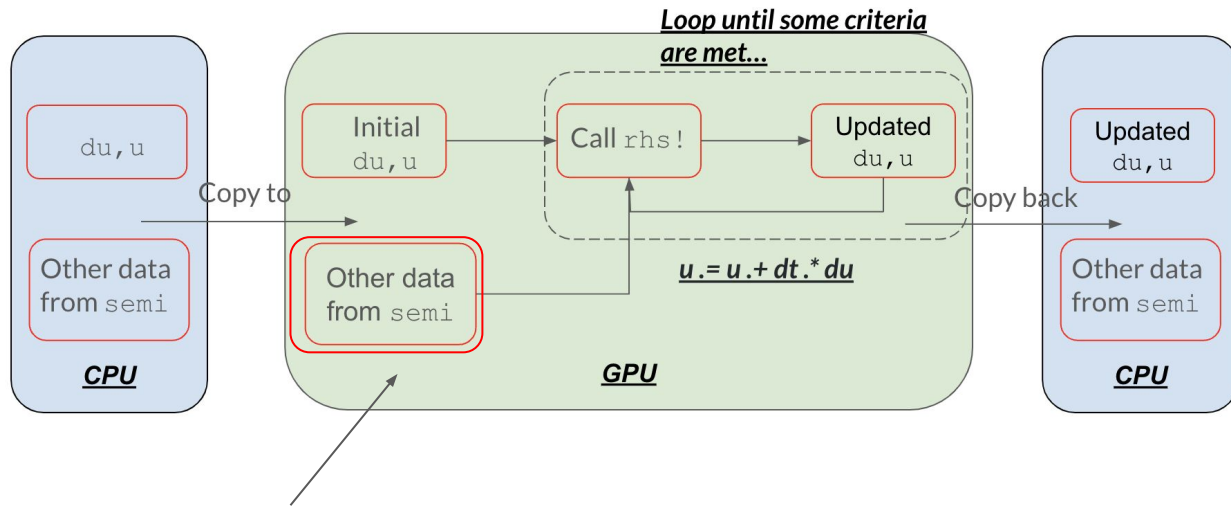 Loop until some criteria
are met...
du,u
Copy to
Other data
from semi
CPU
Initial
du,u
Call rhs!
Updated
du,u
Other data
from semi
u .= u .+ dt .* du
GPU
Copy back
Updated
du,u
Other data
from semi
CPU